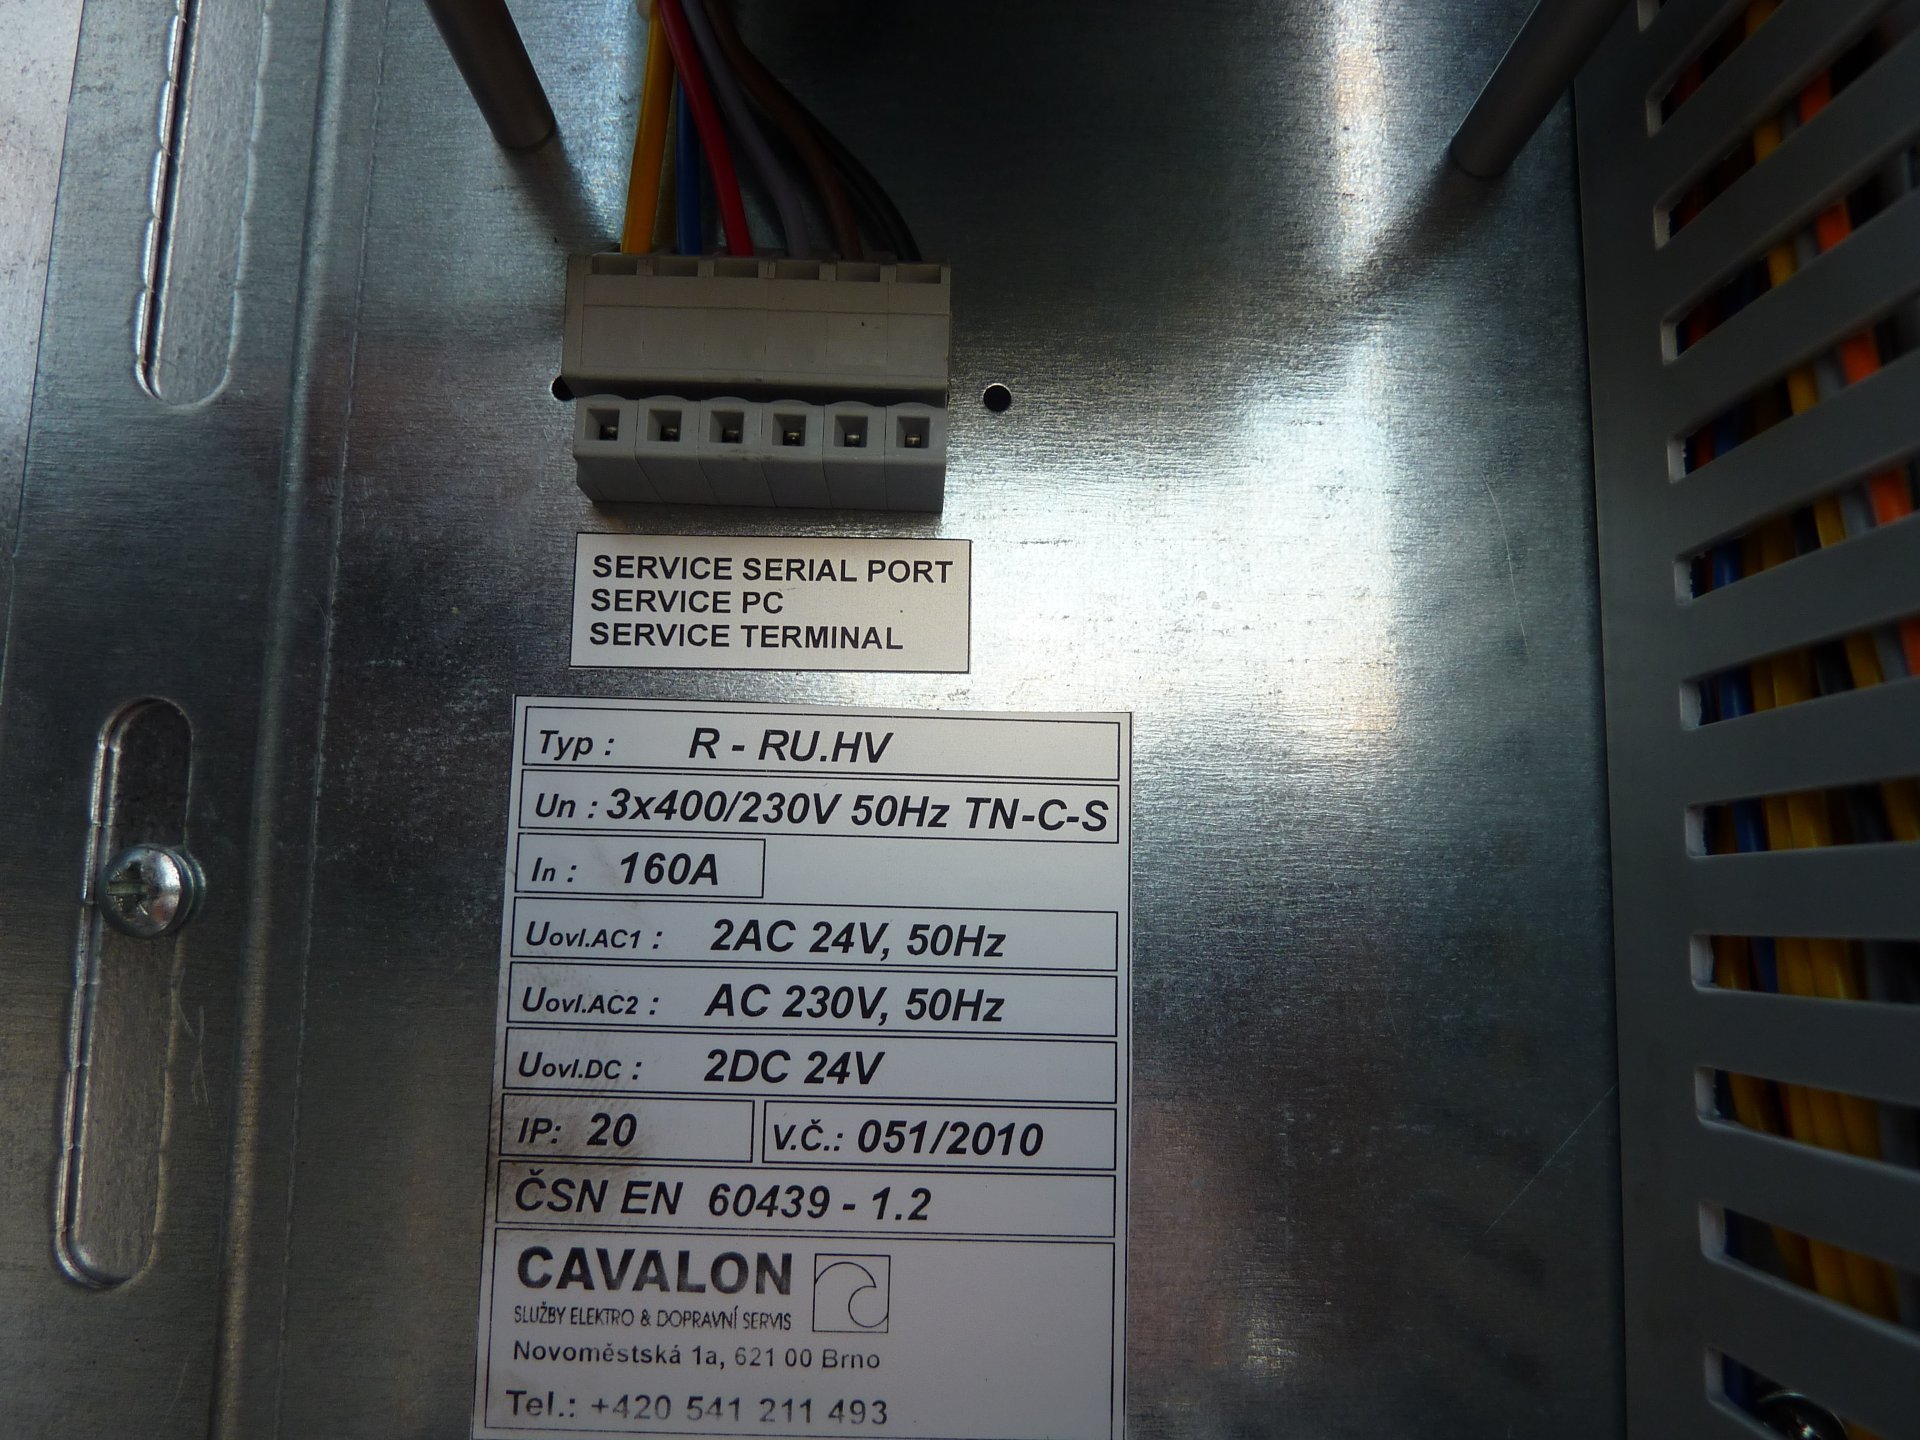 SERVICE SERIAL PORT
SERVICE PC
SERVICE TERMINAL
Typ : R - RU.HV
Un : 3x400/230V 50Hz TN-C-S
In : 160A
Uovl.AC1 : 2AC 24V, 50Hz
Uovl.AC2 : AC 230V, 50Hz
Uovl.DC : 2DC 24V
IP: 20 V.Č.: 051/2010
ČSN EN 60439 - 1.2
CAVALON
SLUŽBY ELEKTRO & DOPRAVNÍ SERVIS
Novoměstská 1a, 621 00 Brno
Tel.: +420 541 211 493